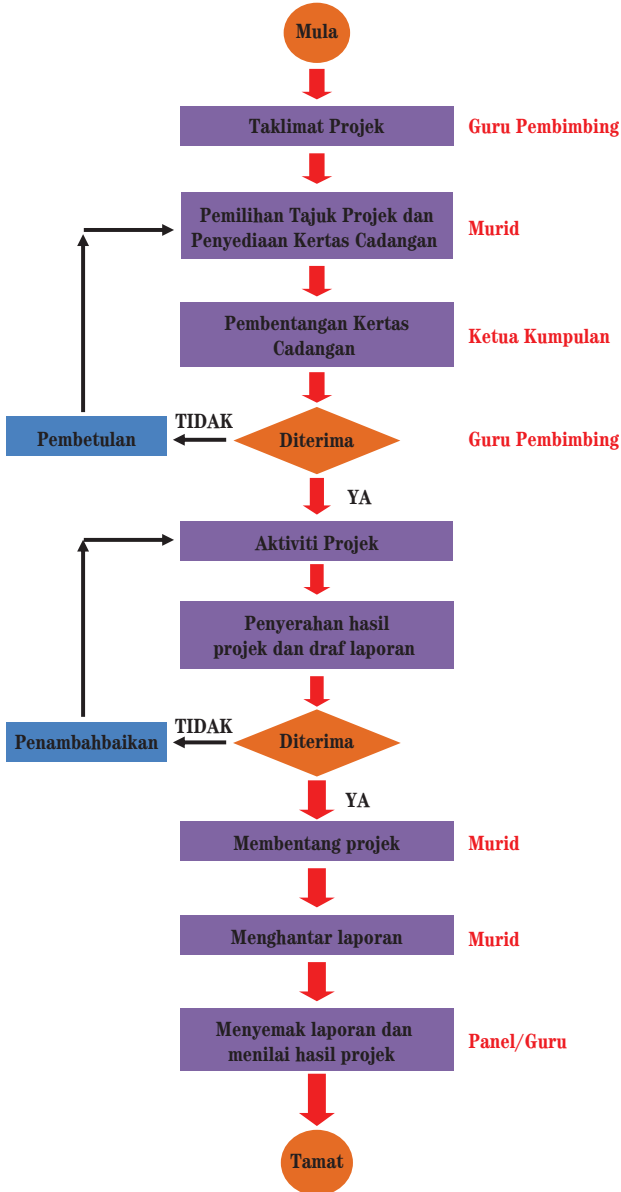 Mula
Taklimat Projek
Guru Pembimbing
Pemilihan Tajuk Projek dan
Penyediaan Kertas Cadangan
Murid
Pembentangan Kertas
Cadangan
Ketua Kumpulan
Pembetulan
TIDAK
Diterima
Guru Pembimbing
YA
Aktiviti Projek
Penyerahan hasil
projek dan draf laporan
Penambahbaikan
TIDAK
Diterima
YA
Membentang projek
Murid
Menghantar laporan
Murid
Menyemak laporan dan
menilai hasil projek
Panel/Guru
Tamat